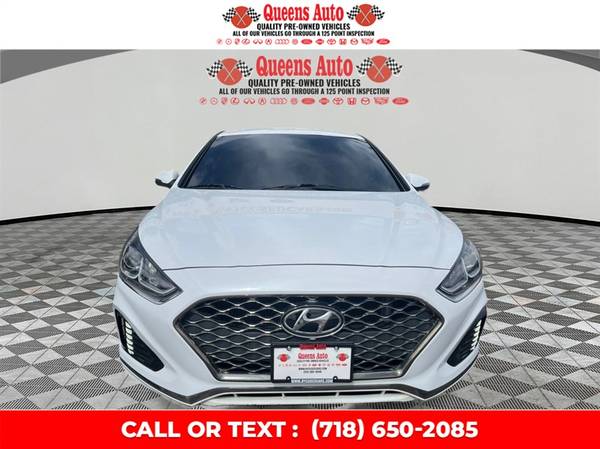 Queens Auto
QUALITY PRE-OWNED VEHICLES
ALL OF OUR VEHICLES GO THROUGH A 125 POINT INSPECTION
Queens Auto
QUALITY PRE-OWNED VEHICLES
ALL OF OUR VEHICLES GO THROUGH A 125 POINT INSPECTION
Queens Auto
CALL OR TEXT : (718) 650-2085